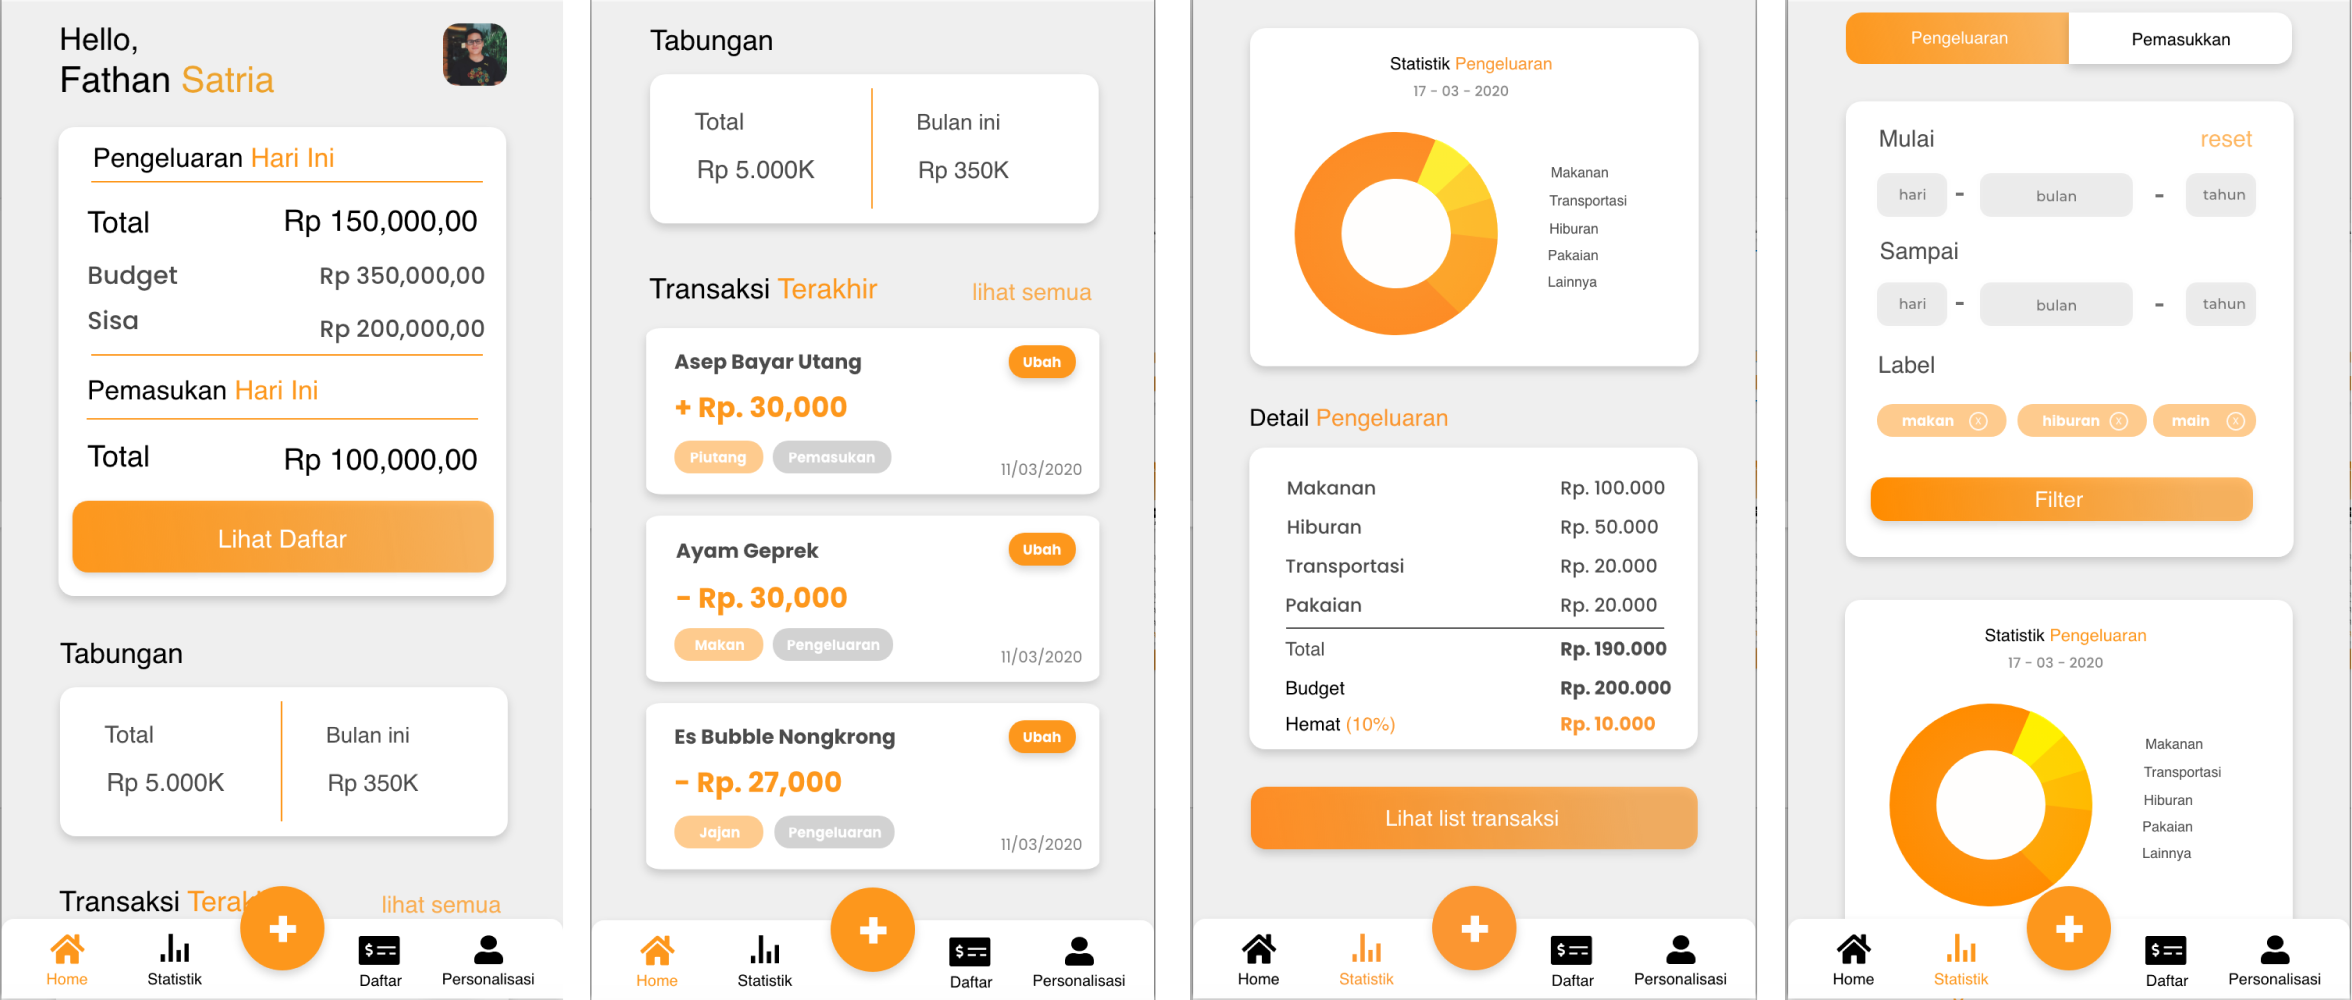 Hello,
Fathan Satria
Pengeluaran Hari Ini
Total Rp 150,000,00
Budget Rp 350,000,00
Sisa Rp 200,000,00
Pemasukan Hari Ini
Total Rp 100,000,00
Lihat Daftar
Tabungan
Total Bulan ini
Rp 5.000K Rp 350K
Transaksi Terak lihat semua
Home Statistik Daftar Personalisasi
Tabungan
Total Bulan ini
Rp 5.000K Rp 350K
Transaksi Terakhir lihat semua
Asep Bayar Utang Ubah
+ Rp. 30,000
Piutang Pemasukan 11/03/2020
Ayam Geprek Ubah
- Rp. 30,000
Makan Pengeluaran 11/03/2020
Es Bubble Nongkrong Ubah
- Rp. 27,000
Jajan Pengeluaran 11/03/2020
Home Statistik Daftar Personalisasi
Statistik Pengeluaran
17 - 03 - 2020
Makanan
Transportasi
Hiburan
Pakaian
Lainnya
Detail Pengeluaran
Makanan Rp. 100.000
Hiburan Rp. 50.000
Transportasi Rp. 20.000
Pakaian Rp. 20.000
Total Rp. 190.000
Budget Rp. 200.000
Hemat (10%) Rp. 10.000
Lihat list transaksi
Home Statistik Daftar Personalisasi
Pengeluaran Pemasukkan
Mulai reset
hari - bulan - tahun
Sampai
hari - bulan - tahun
Label
makan x hiburan x main x
Filter
Statistik Pengeluaran
17 - 03 - 2020
Makanan
Transportasi
Hiburan
Pakaian
Lainnya
Home Statistik Daftar Personalisasi